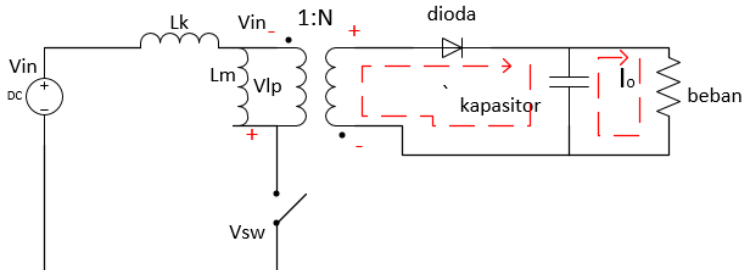 Lk
Vin
-
1:N
+
dioda
Vin
DC
+
-
Lm
Vlp
+
-
`
kapasitor
Io
beban
Vsw